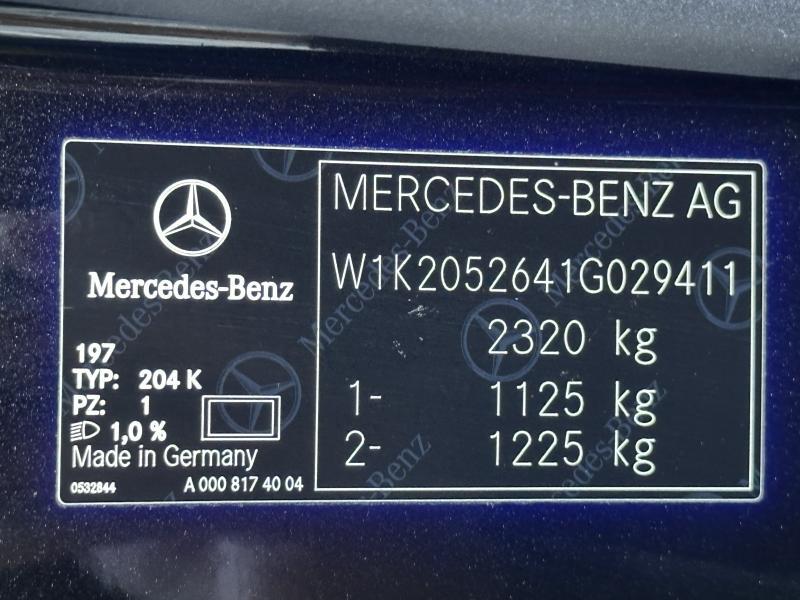 Mercedes-Benz
197
TYP: 204 K
PZ: 1
1,0 %
Made in Germany
0532844 A 000 817 40 04
MERCEDES-BENZ AG
W1K2052641G029411
2320 kg
1- 1125 kg
2- 1225 kg